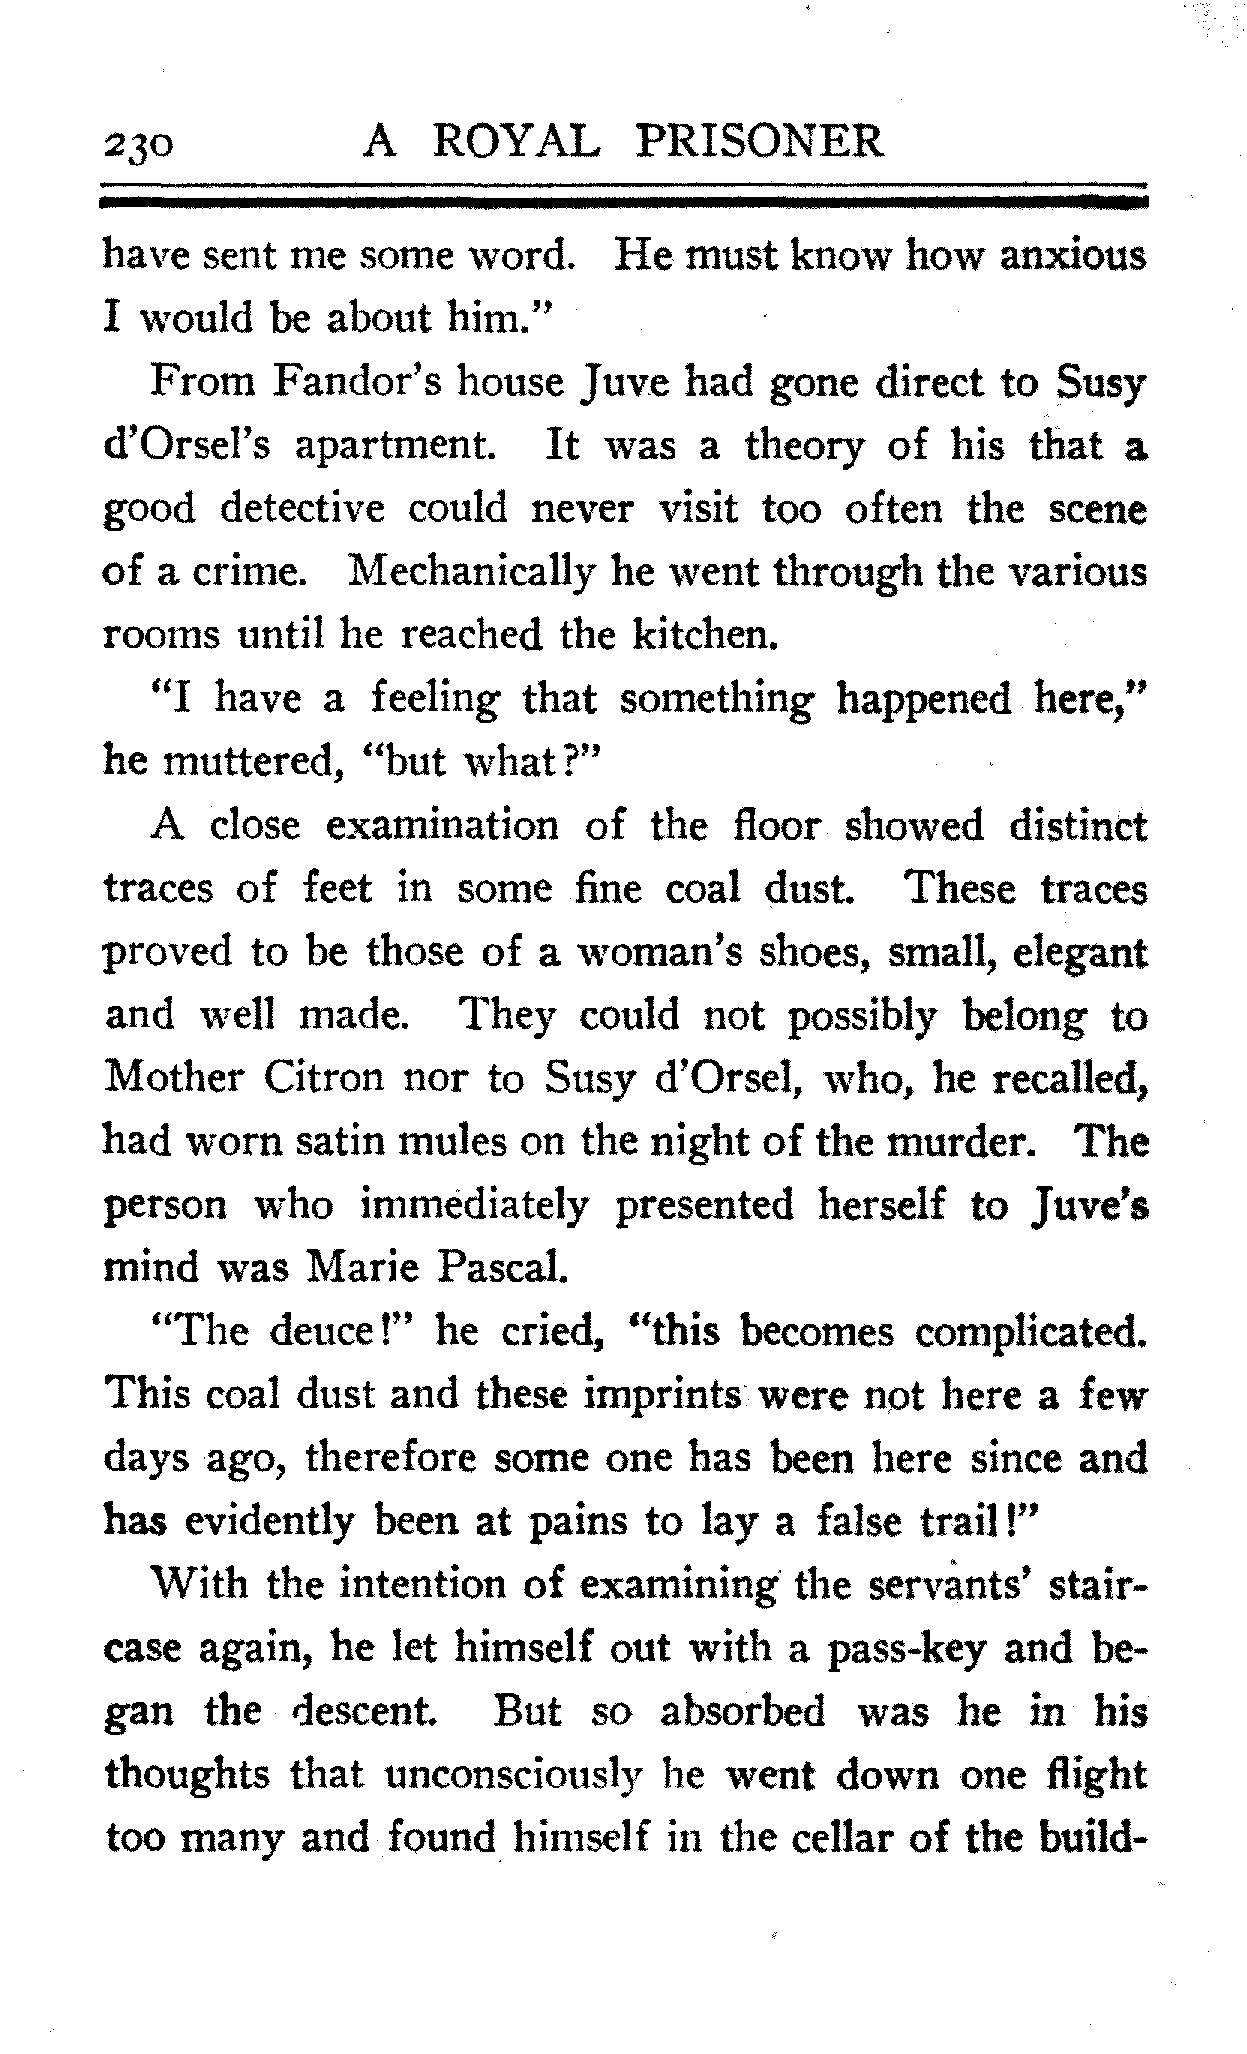 230 A ROYAL PRISONER
have sent me some word. He must know how anxious
I would be about him."
From Fandor's house Juve had gone direct to Susy
d'Orsel's apartment. It was a theory of his that a
good detective could never visit too often the scene
of a crime. Mechanically he went through the various
rooms until he reached the kitchen.
"I have a feeling that something happened here,"
he muttered, "but what?"
A close examination of the floor showed distinct
traces of feet in some fine coal dust. These traces
proved to be those of a woman's shoes, small, elegant
and well made. They could not possibly belong to
Mother Citron nor to Susy d'Orsel, who, he recalled,
had worn satin mules on the night of the murder. The
person who immediately presented herself to Juve's
mind was Marie Pascal.
"The deuce!" he cried, "this becomes complicated.
This coal dust and these imprints were not here a few
days ago, therefore some one has been here since and
has evidently been at pains to lay a false trail!"
With the intention of examining the servants' stair-
case again, he let himself out with a pass-key and be-
gan the descent. But so absorbed was he in his
thoughts that unconsciously he went down one flight
too many and found himself in the cellar of the build-